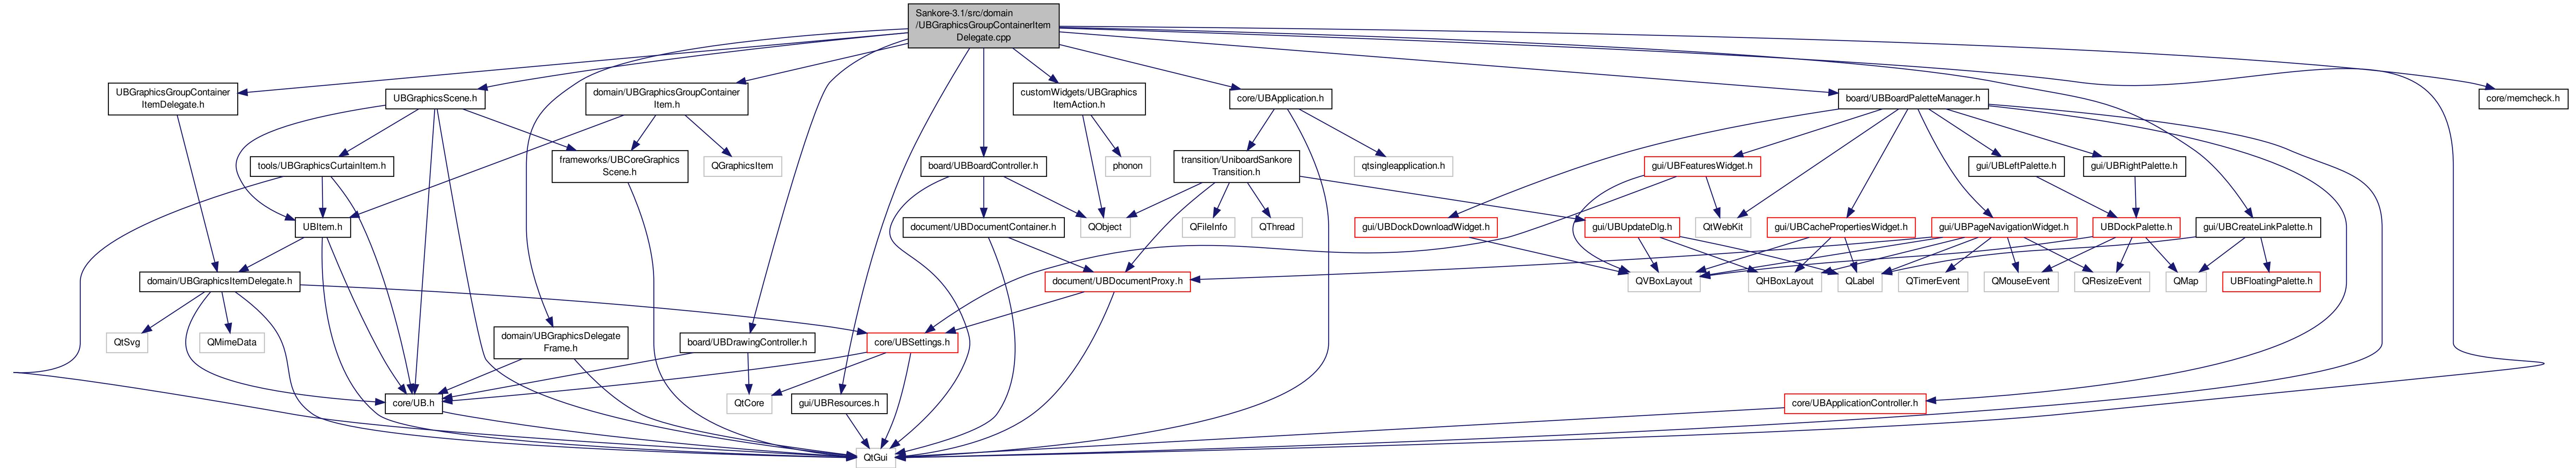 Sankore-3.1/src/domain
/UBGraphicsGroupContainerItem
Delegate.cpp
UBGraphicsGroupContainer
ItemDelegate.h
UBGraphicsScene.h
domain/UBGraphicsGroupContainer
Item.h
customWidgets/UBGraphics
ItemAction.h
core/UBApplication.h
board/UBBoardPaletteManager.h
core/memcheck.h
tools/UBGraphicsCurtainItem.h
frameworks/UBCoreGraphics
Scene.h
QGraphicsItem
board/UBBoardController.h
phonon
transition/UniboardSankore
Transition.h
qtsingleapplication.h
gui/UBFeaturesWidget.h
gui/UBLeftPalette.h
gui/UBRightPalette.h
UBItem.h
document/UBDocumentContainer.h
QObject
QFileInfo
QThread
gui/UBDockDownloadWidget.h
gui/UBUpdateDlg.h
QtWebKit
gui/UBCachePropertiesWidget.h
gui/UBPageNavigationWidget.h
UBDockPalette.h
gui/UBCreateLinkPalette.h
domain/UBGraphicsItemDelegate.h
document/UBDocumentProxy.h
QVBoxLayout
QHBoxLayout
QLabel
QTimerEvent
QMouseEvent
QResizeEvent
QMap
UBFloatingPalette.h
QtSvg
QMimeData
domain/UBGraphicsDelegate
Frame.h
board/UBDrawingController.h
core/UBSettings.h
core/UB.h
QtCore
gui/UBResources.h
core/UBApplicationController.h
QtGui